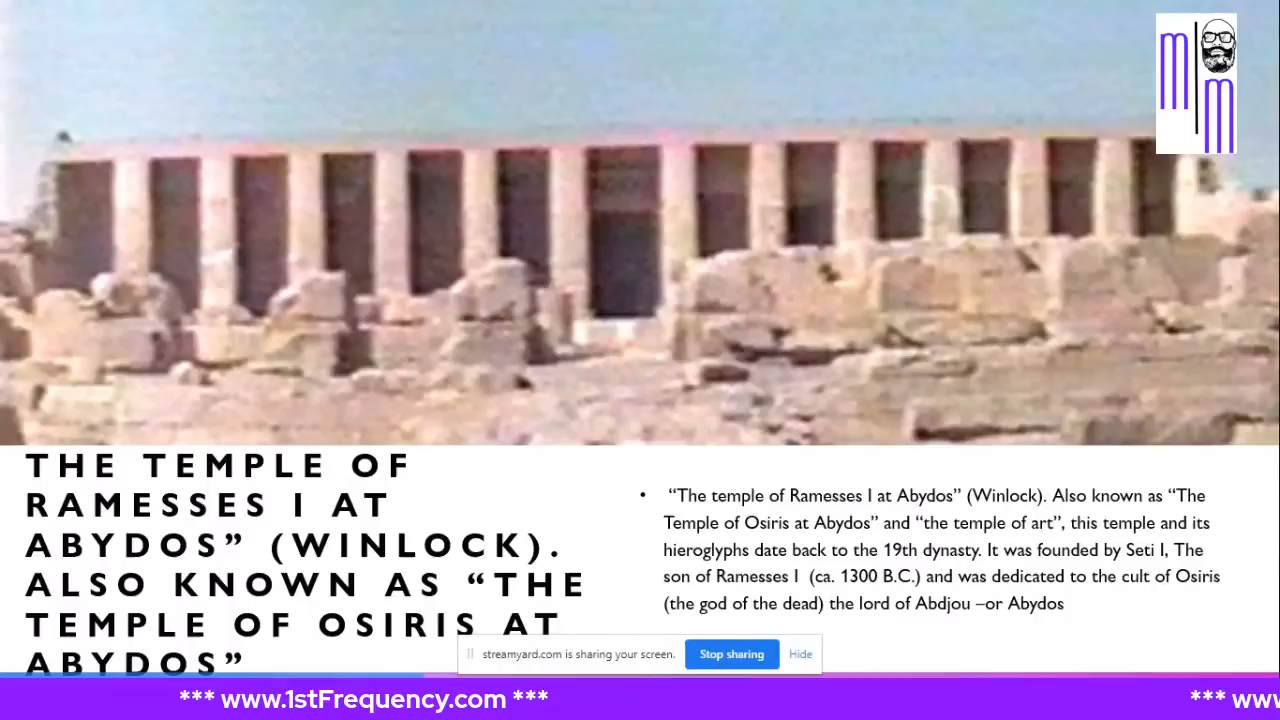 m m
THE TEMPLE OF
RAMESSES I AT
ABYDOS” (WINLOCK).
ALSO KNOWN AS “THE
TEMPLE OF OSIRIS AT
ABYDOS”
• “The temple of Ramesses I at Abydos” (Winlock). Also known as “The
Temple of Osiris at Abydos” and “the temple of art”, this temple and its
hieroglyphs date back to the 19th dynasty. It was founded by Seti I, The
son of Ramesses I (ca. 1300 B.C.) and was dedicated to the cult of Osiris
(the god of the dead) the lord of Abdjou –or Abydos
streamyard.com is sharing your screen. Stop sharing Hide
*** www.1stFrequency.com *** *** www